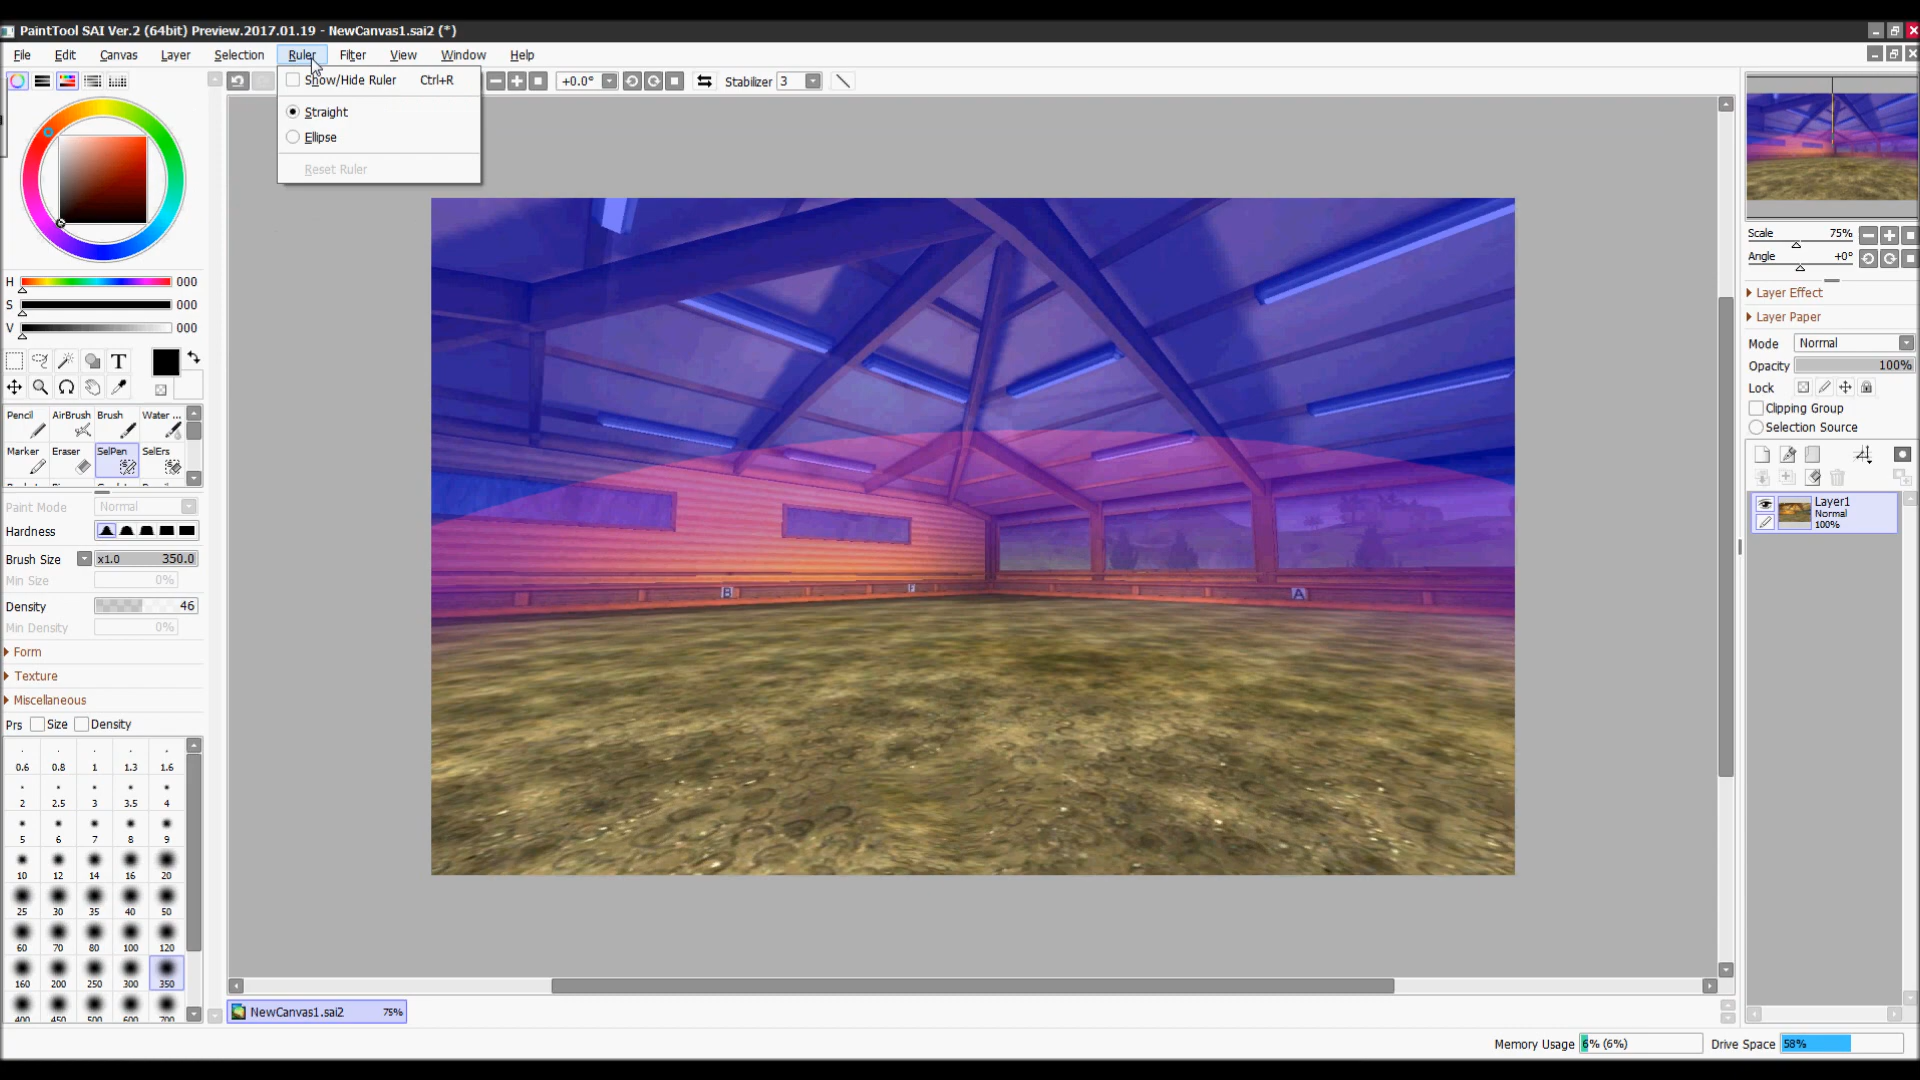 PaintTool SAI Ver.2 (64bit) Preview.2017.01.19 - NewCanvas1.sai2 (*)
File Edit Canvas Layer Selection Ruler Filter View Window Help
Show/Hide Ruler Ctrl+R
Straight
Ellipse
Reset Ruler
+0.0° Stabilizer 3
H 000
S 000
V 000
T
Pencil AirBrush Brush Water ...
Marker Eraser SelPen SelErs
Paint Mode Normal
Hardness
Brush Size x1.0 350.0
Min Size 0%
Density 46
Min Density 0%
Form
Texture
Miscellaneous
Prs Size Density
0.6 0.8 1 1.3 1.6
2 2.5 3 3.5 4
5 6 7 8 9
10 12 14 16 20
25 30 35 40 50
60 70 80 100 120
160 200 250 300 350
400 450 500 600 700
B F A
NewCanvas1.sai2 75%
Scale 75%
Angle +0°
Layer Effect
Layer Paper
Mode Normal
Opacity 100%
Lock
Clipping Group
Selection Source
Layer1
Normal
100%
Memory Usage 6% (6%) Drive Space 58%